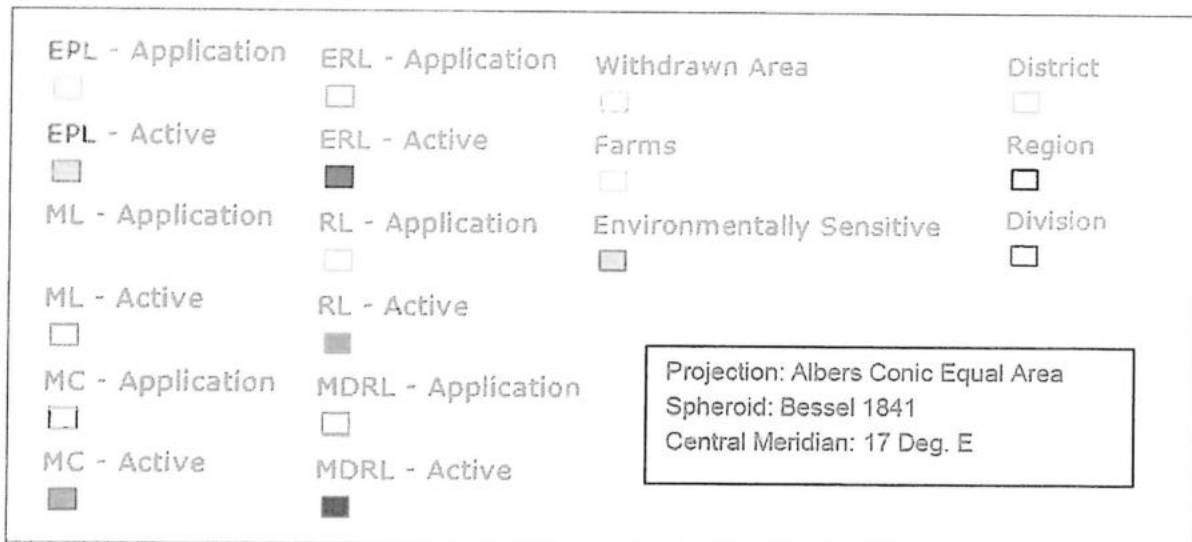 EPL - Application
EPL - Active
ML - Application
ML - Active
MC - Application
MC - Active
ERL - Application
ERL - Active
RL - Application
RL - Active
MDRL - Application
MDRL - Active
Withdrawn Area
Farms
Environmentally Sensitive
District
Region
Division
Projection: Albers Conic Equal Area
Spheroid: Bessel 1841
Central Meridian: 17 Deg. E